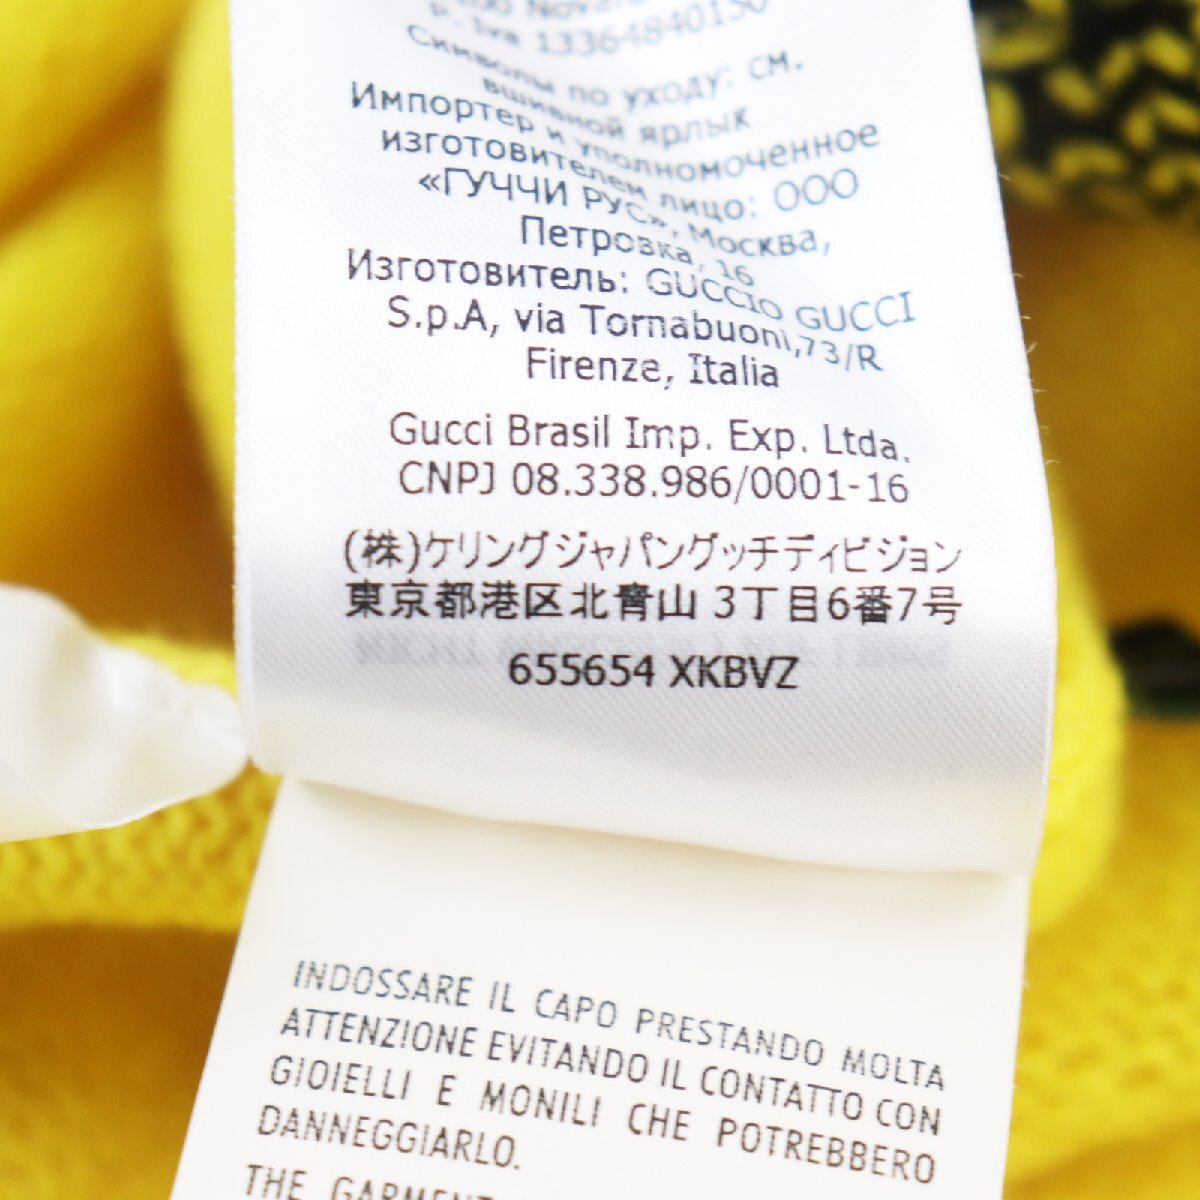 Novara
P. Iva 13364840150
Символы по уходу: см.
вшивной ярлык
Импортер и уполномоченное
изготовителем лицо: ООО
«ГУЧЧИ РУС», Москва,
Петровка, 16
Изготовитель: GUCCIO GUCCI
S.p.A, via Tornabuoni,73/R
Firenze, Italia
Gucci Brasil Imp. Exp. Ltda.
CNPJ 08.338.986/0001-16
(株)ケリングジャパングッチディビジョン
東京都港区北青山 3丁目6番7号
655654 XKBVZ
INDOSSARE IL CAPO PRESTANDO MOLTA
ATTENZIONE EVITANDO IL CONTATTO CON
GIOIELLI E MONILI CHE POTREBBERO
DANNEGGIARLO.
THE GARMENT